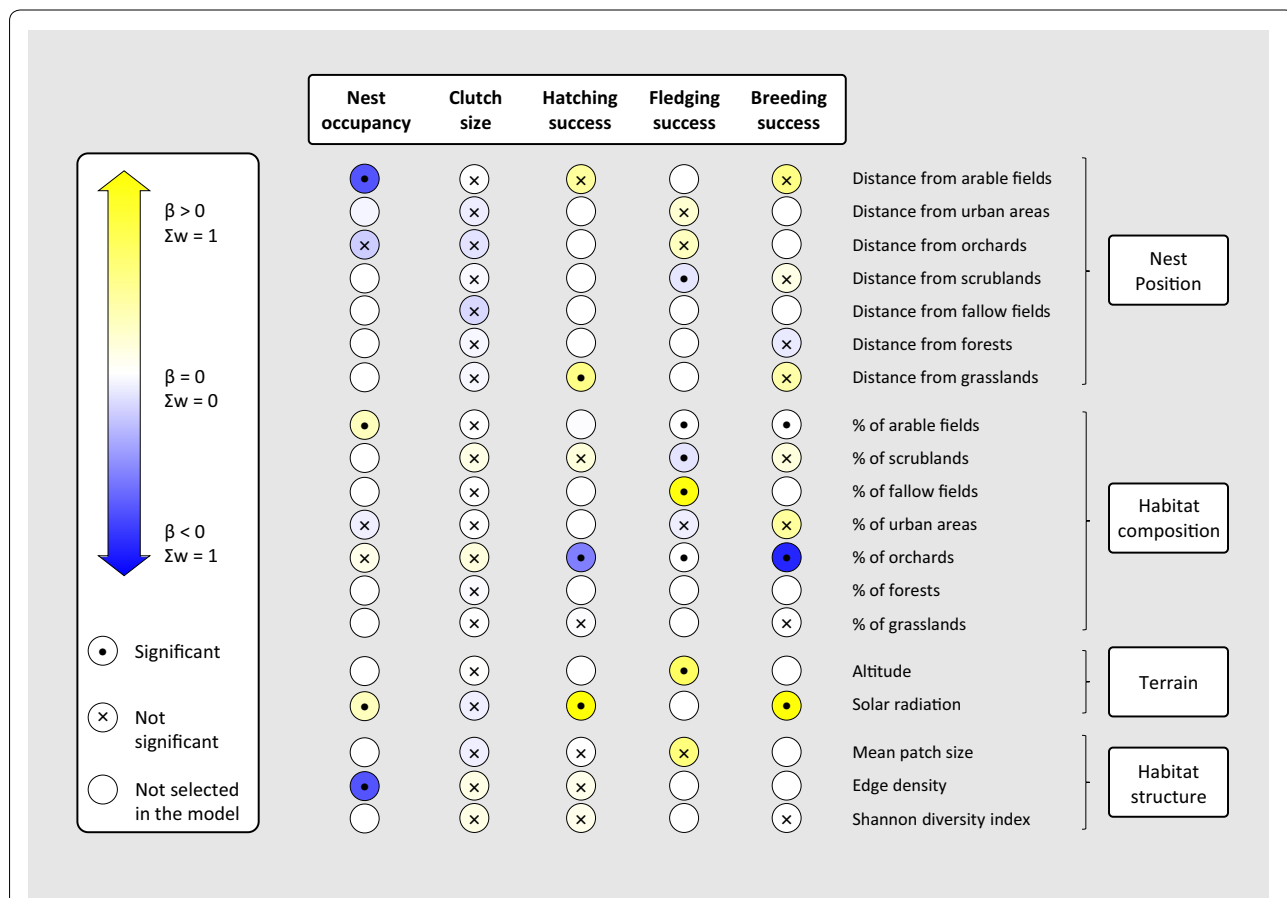 Nest
occupancy
Clutch
size
Hatching
success
Fledging
success
Breeding
success
β > 0
Σw = 1
β = 0
Σw = 0
β < 0
Σw = 1
Significant
Not
significant
Not selected
in the model
Distance from arable fields
Distance from urban areas
Distance from orchards
Distance from scrublands
Distance from fallow fields
Distance from forests
Distance from grasslands
Nest
Position
% of arable fields
% of scrublands
% of fallow fields
% of urban areas
% of orchards
% of forests
% of grasslands
Habitat
composition
Altitude
Solar radiation
Terrain
Mean patch size
Edge density
Shannon diversity index
Habitat
structure